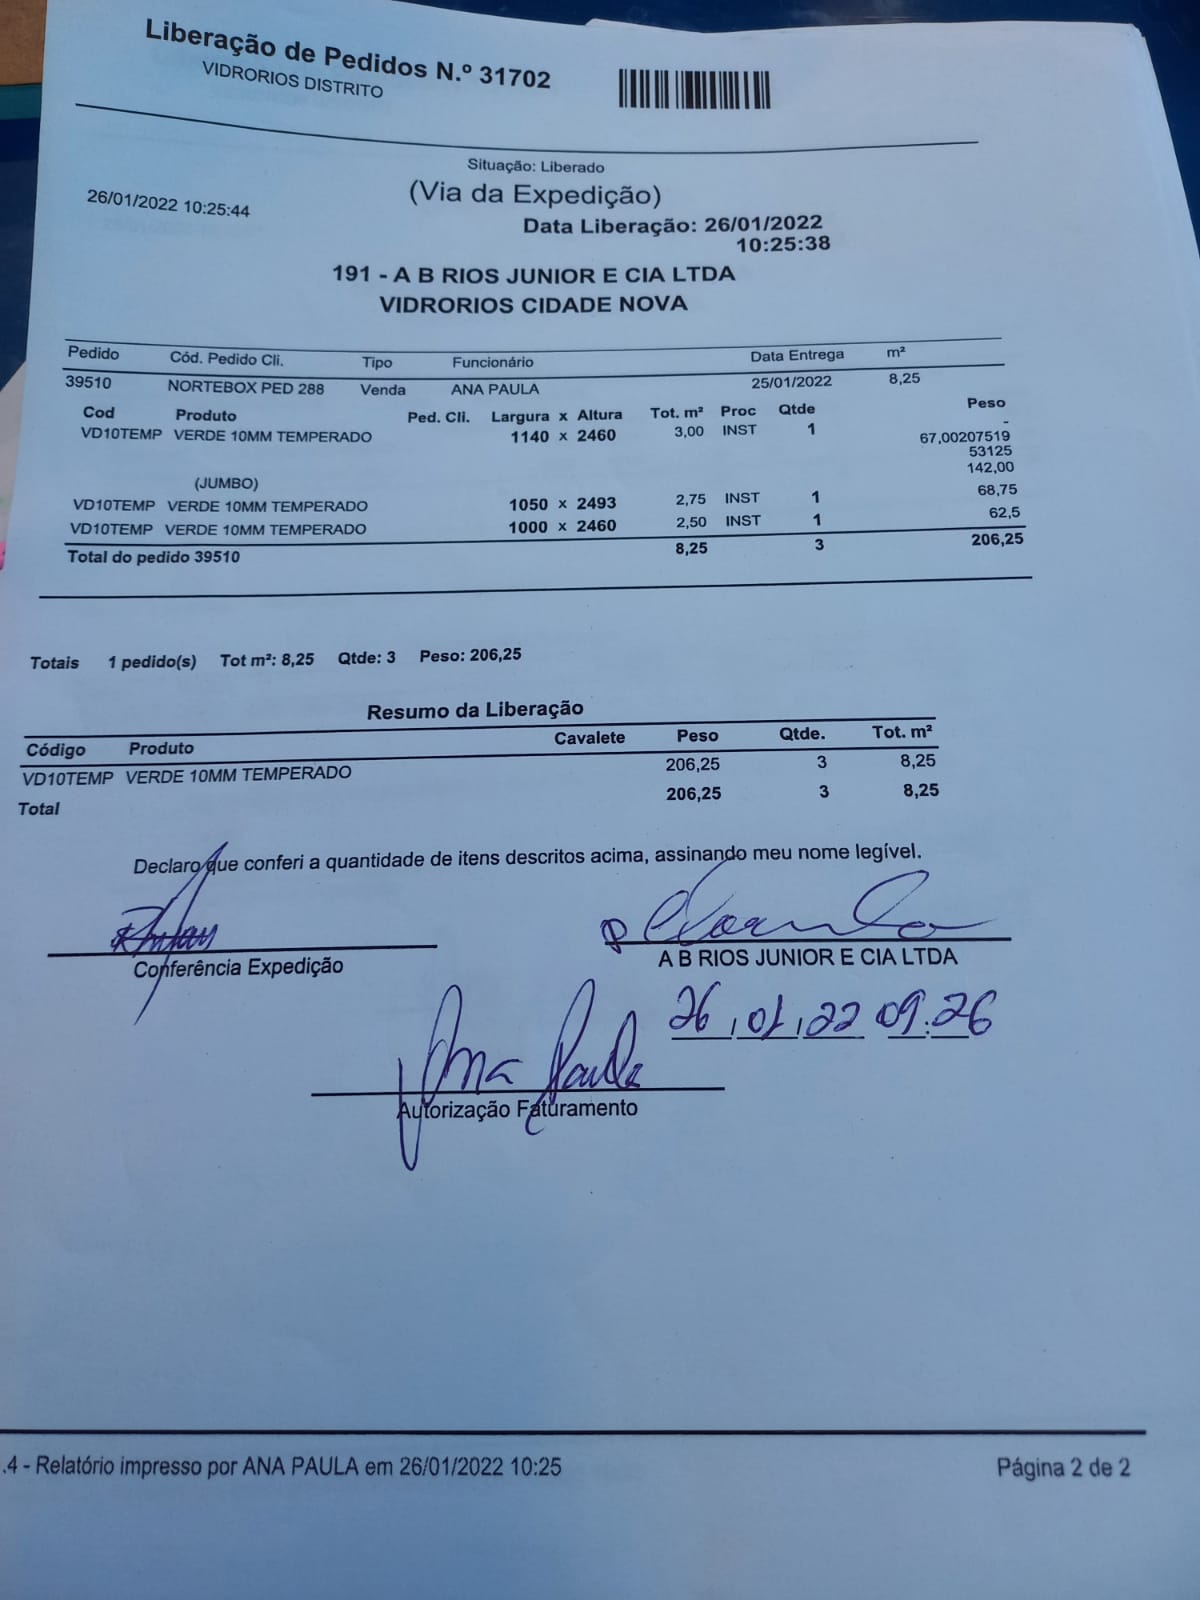 Liberação de Pedidos N.º 31702
VIDRORIOS DISTRITO
Situação: Liberado
26/01/2022 10:25:44
(Via da Expedição)
Data Liberação: 26/01/2022
10:25:38
191 - A B RIOS JUNIOR E CIA LTDA
VIDRORIOS CIDADE NOVA
Pedido Cód. Pedido Cli. Tipo Funcionário Data Entrega m²
39510 NORTEBOX PED 288 Venda ANA PAULA 25/01/2022 8,25
Cod Produto Ped. Cli. Largura x Altura Tot. m² Proc Qtde Peso
VD10TEMP VERDE 10MM TEMPERADO 1140 x 2460 3,00 INST 1 -
67,00207519
53125
142,00
(JUMBO)
VD10TEMP VERDE 10MM TEMPERADO 1050 x 2493 2,75 INST 1 68,75
VD10TEMP VERDE 10MM TEMPERADO 1000 x 2460 2,50 INST 1 62,5
Total do pedido 39510 8,25 3 206,25
Totais 1 pedido(s) Tot m²: 8,25 Qtde: 3 Peso: 206,25
Resumo da Liberação
Código Produto Cavalete Peso Qtde. Tot. m²
VD10TEMP VERDE 10MM TEMPERADO 206,25 3 8,25
Total 206,25 3 8,25
Declaro que conferi a quantidade de itens descritos acima, assinando meu nome legível.
Conferência Expedição
A B RIOS JUNIOR E CIA LTDA
26/01/22 09:26
Ana Paula
Autorização Faturamento
.4 - Relatório impresso por ANA PAULA em 26/01/2022 10:25
Página 2 de 2